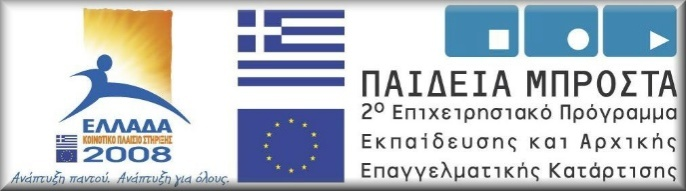 ΕΛΛΑΔΑ
ΚΟΙΝΟΤΙΚΟ ΠΛΑΙΣΙΟ ΣΤΗΡΙΞΗΣ
2008
Ανάπτυξη παντού. Ανάπτυξη για όλους.
ΠΑΙΔΕΙΑ ΜΠΡΟΣΤΑ
2ο Επιχειρησιακό Πρόγραμμα
Εκπαίδευσης και Αρχικής
Επαγγελματικής Κατάρτισης